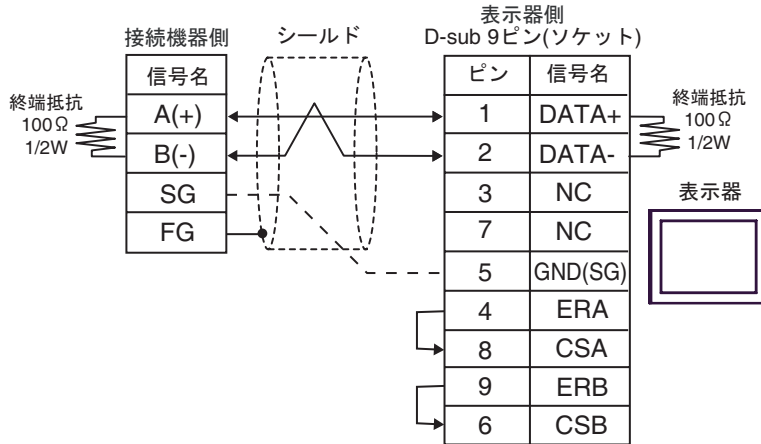 接続機器側
シールド
表示器側
D-sub 9ピン(ソケット)
信号名
A(+)
B(-)
SG
FG
終端抵抗
100Ω
1/2W
ピン 信号名
1 DATA+
2 DATA-
3 NC
7 NC
5 GND(SG)
4 ERA
8 CSA
9 ERB
6 CSB
終端抵抗
100Ω
1/2W
表示器